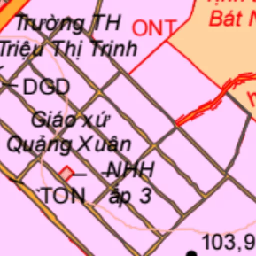 Trường TH
Triệu Thị Trinh
ONT
Bát
DGD
Giáo xứ
Quảng Xuân
NHH
TON
ấp 3
103,9